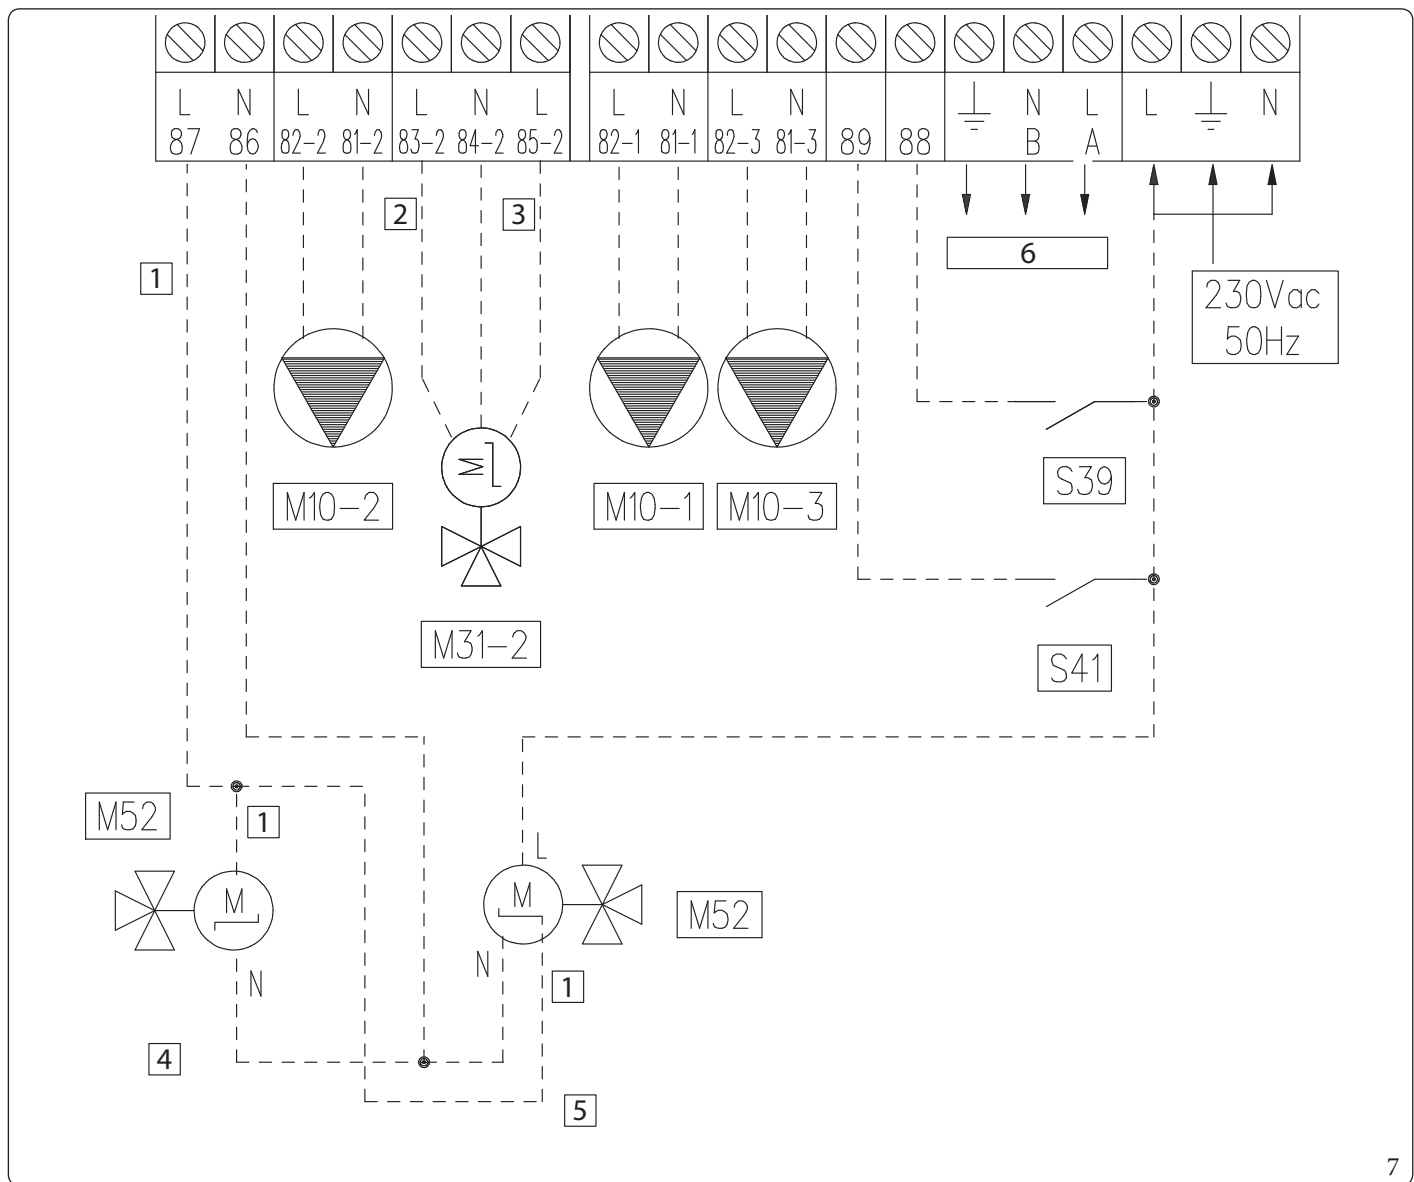 L N L N L N L L N L N N L L N
87 86 82-2 81-2 83-2 84-2 85-2 82-1 81-1 82-3 81-3 89 88 B A
2 3
1
6
230Vac
50Hz
S39
M10-2 M10-1 M10-3
M
M31-2
S41
M52
1
L
M M
M52
N N
1
4
5
7